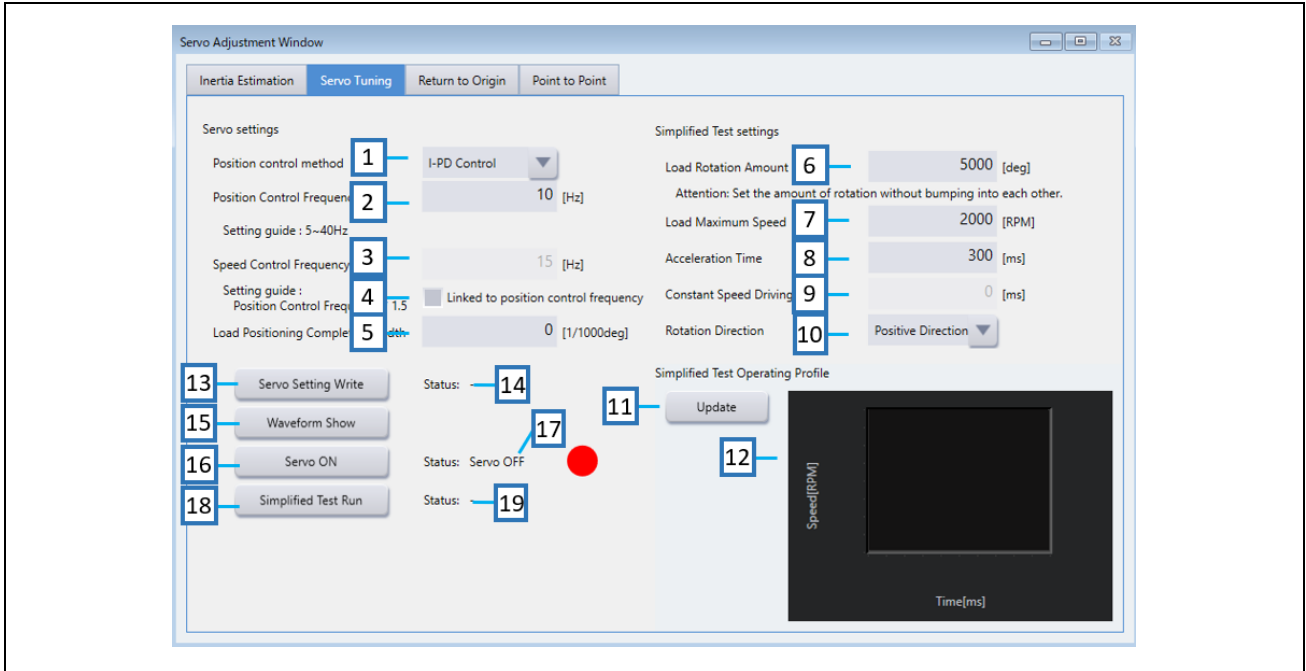 Servo Adjustment Window
Inertia Estimation Servo Tuning Return to Origin Point to Point
Servo settings
Position control method 1 I-PD Control
Position Control 2 10 [Hz]
Setting guide : 5~40Hz
Speed Control Frequency 3 15 [Hz]
Setting guide :
Position Control 4 1.5 Linked to position control frequency
Load Positioning 5 0 [1/1000deg]
13 Servo Setting Write Status: - 14
15 Waveform Show
17
16 Servo ON Status: Servo OFF
18 Simplified Test Run Status: - 19
Simplified Test settings
Load Rotation Amount 6 5000 [deg]
Attention: Set the amount of rotation without bumping into each other.
Load Maximum Speed 7 2000 [RPM]
Acceleration Time 8 300 [ms]
Constant Speed Driving 9 0 [ms]
Rotation Direction 10 Positive Direction
Simplified Test Operating Profile
11 Update
12
Speed[RPM]
Time[ms]